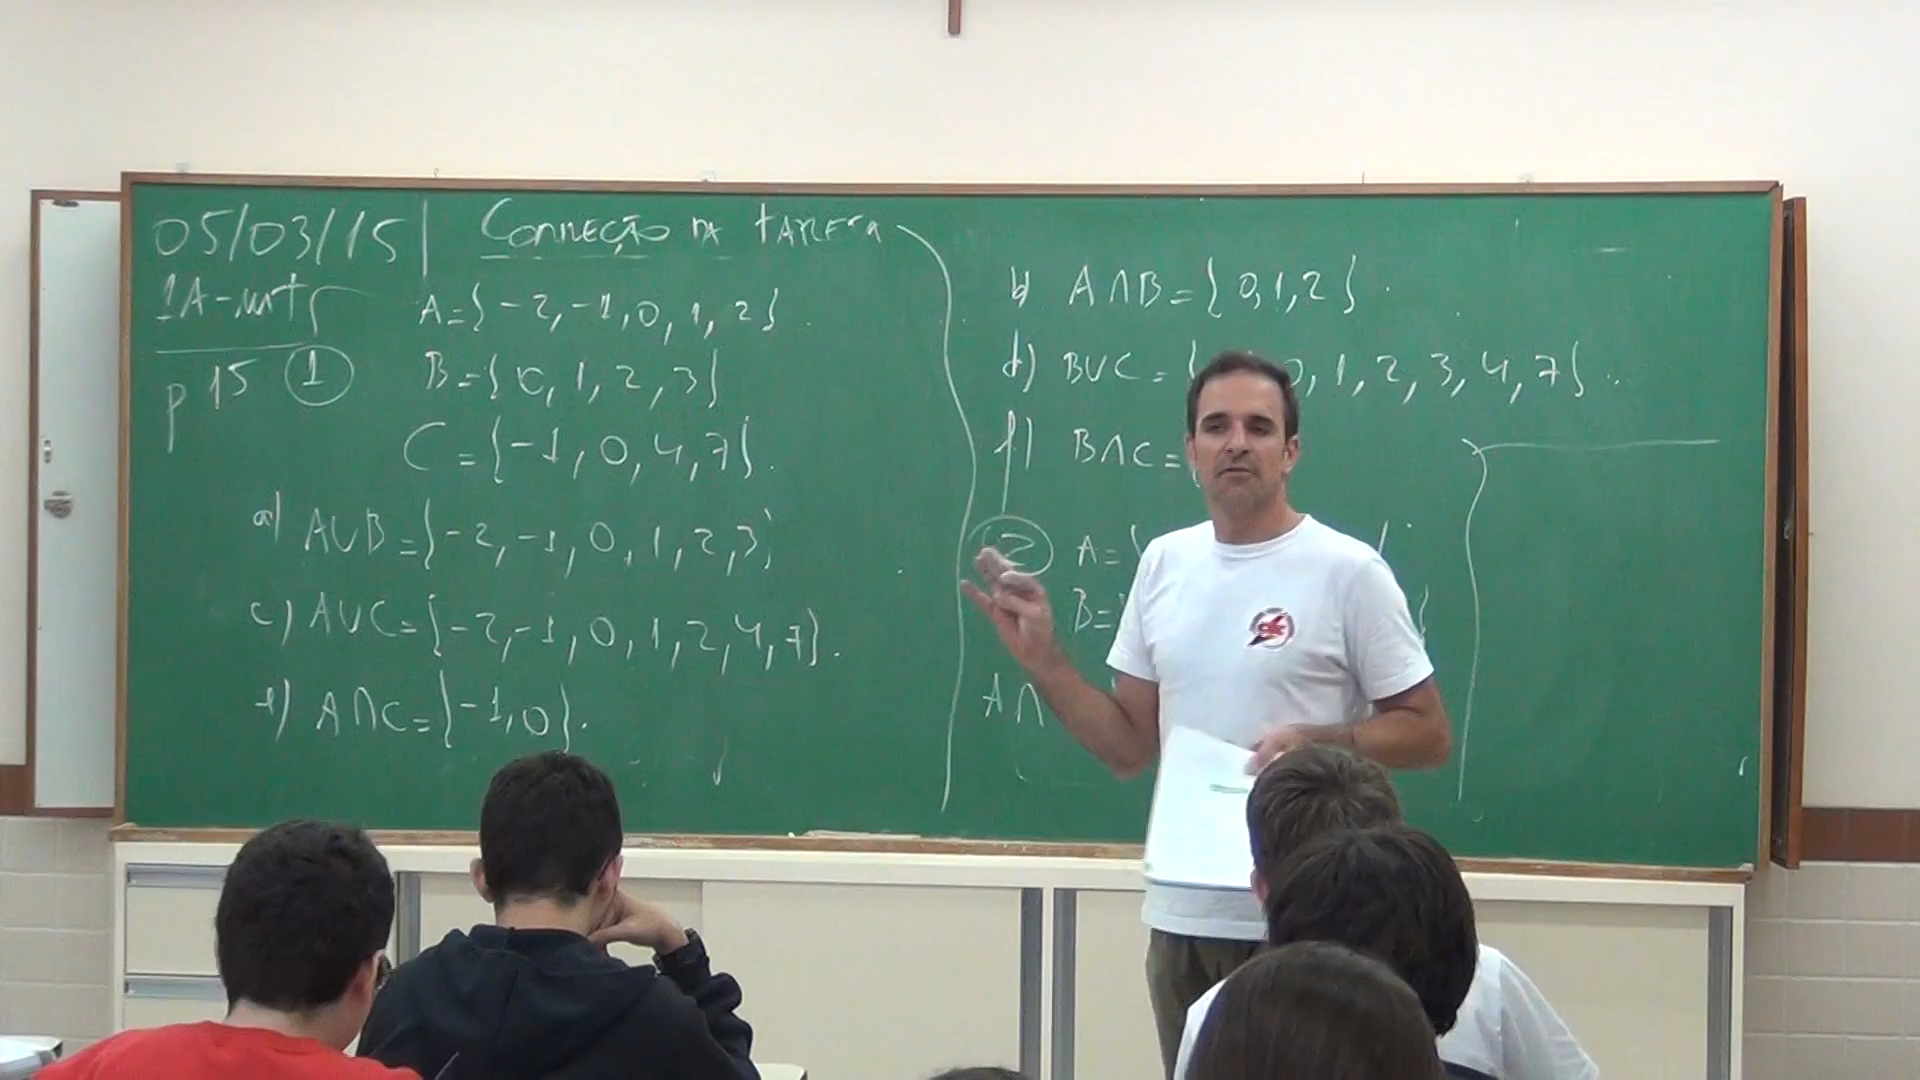 05/03/15 | Correção da tarefa
1A-mat
p 15 1
A={-2,-1,0,1,2}.
B={0,1,2,3}
C={-1,0,4,7}.
a) A∪B={-2,-1,0,1,2,3}
c) A∪C={-2,-1,0,1,2,4,7}.
e) A∩C={-1,0}.
b) A∩B={0,1,2}.
d) B∪C={ 0,1,2,3,4,7}.
f) B∩C=
2 A={
B={ }
A∩